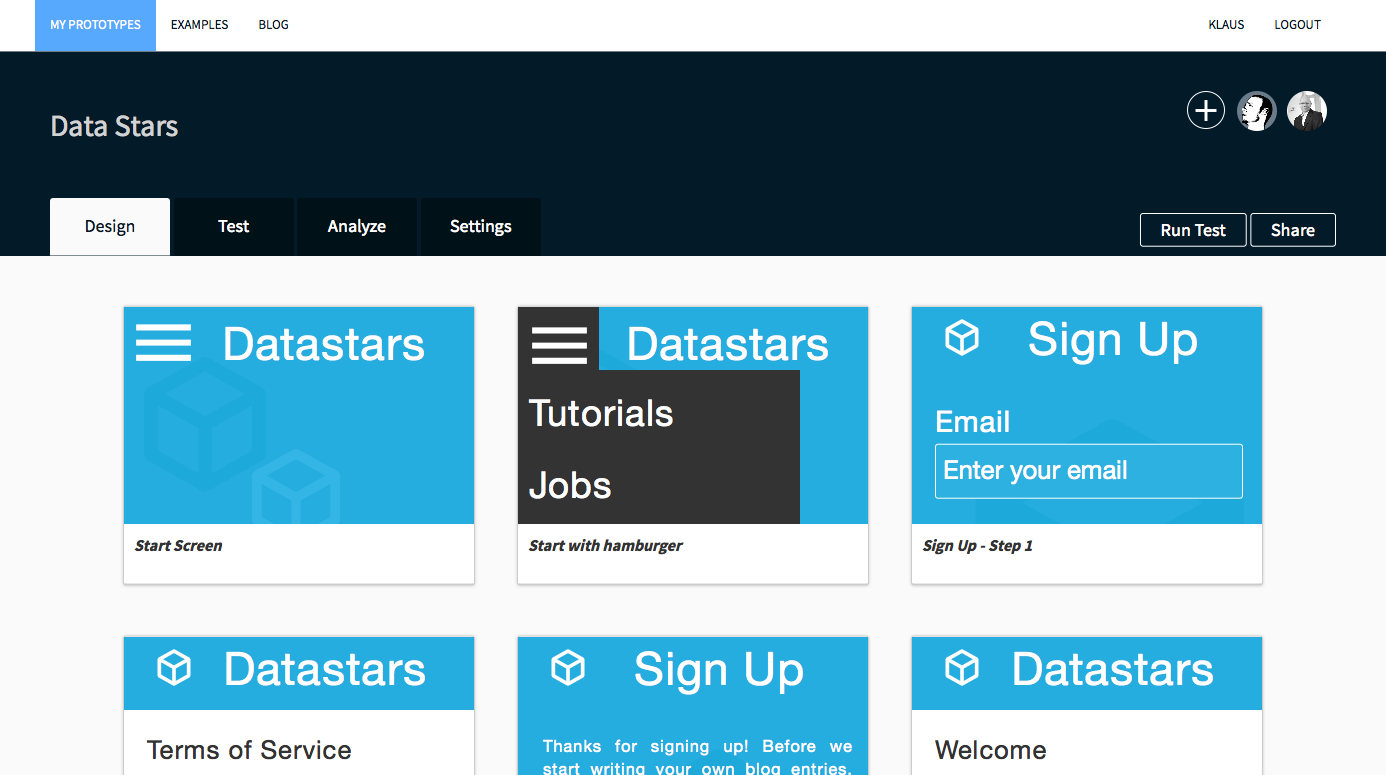 MY PROTOTYPES EXAMPLES BLOG KLAUS LOGOUT
Data Stars
Design Test Analyze Settings Run Test Share
Datastars
Start Screen
Datastars
Tutorials
Jobs
Start with hamburger
Sign Up
Email
Enter your email
Sign Up - Step 1
Datastars
Terms of Service
Sign Up
Thanks for signing up! Before we
start writing your own blog entries,
Datastars
Welcome